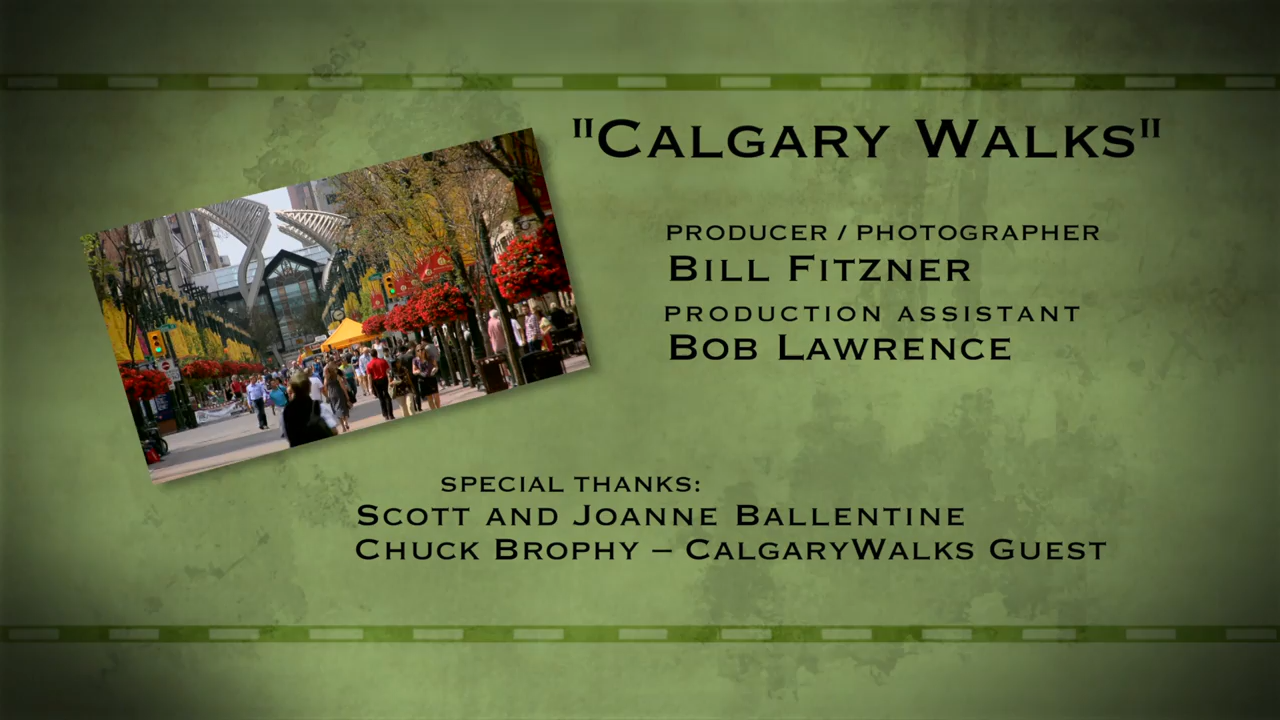 "Calgary Walks"
PRODUCER / PHOTOGRAPHER
Bill Fitzner
PRODUCTION ASSISTANT
Bob Lawrence
SPECIAL THANKS:
Scott and Joanne Ballentine
Chuck Brophy – CalgaryWalks Guest